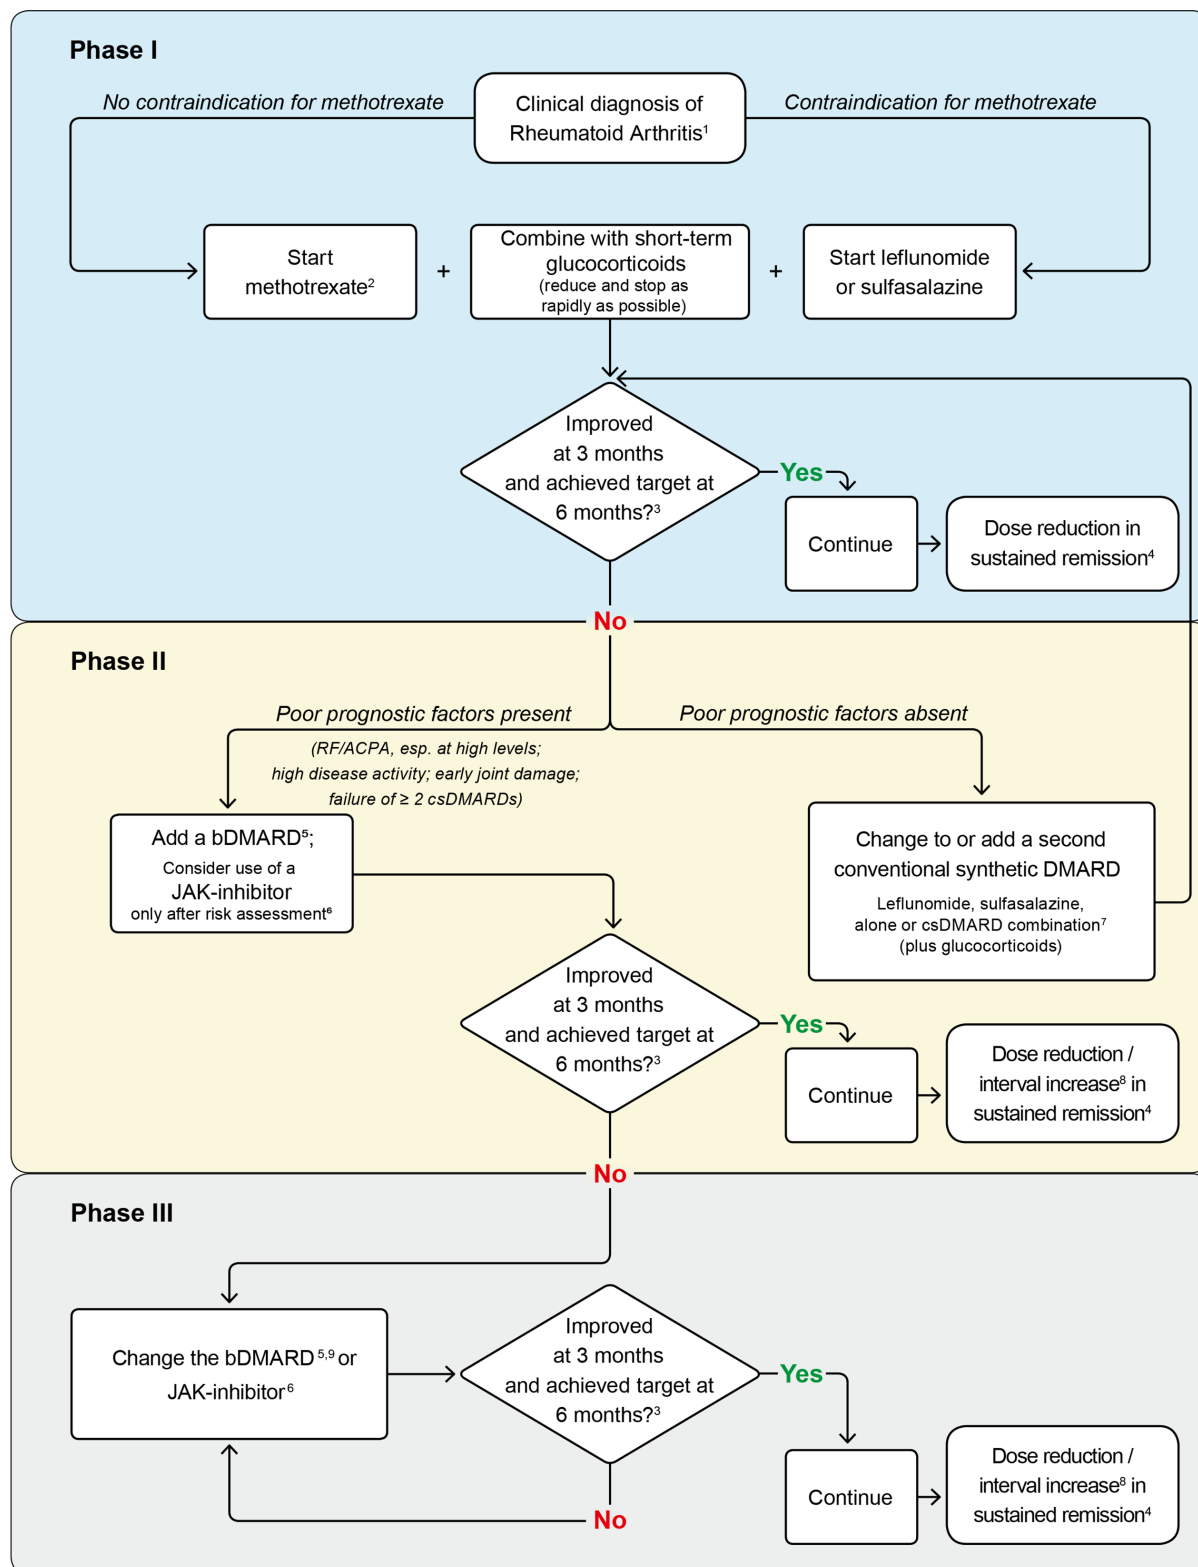 Phase I
No contraindication for methotrexate
Clinical diagnosis of
Rheumatoid Arthritis¹
Contraindication for methotrexate
Start
methotrexate²
+
Combine with short-term
glucocorticoids
(reduce and stop as
rapidly as possible)
+
Start leflunomide
or sulfasalazine
Improved
at 3 months
and achieved target at
6 months?³
Yes
Continue
Dose reduction in
sustained remission⁴
No
Phase II
Poor prognostic factors present
(RF/ACPA, esp. at high levels;
high disease activity; early joint damage;
failure of ≥ 2 csDMARDs)
Poor prognostic factors absent
Add a bDMARD⁵;
Consider use of a
JAK-inhibitor
only after risk assessment⁶
Change to or add a second
conventional synthetic DMARD
Leflunomide, sulfasalazine,
alone or csDMARD combination⁷
(plus glucocorticoids)
Improved
at 3 months
and achieved target at
6 months?³
Yes
Continue
Dose reduction /
interval increase⁸ in
sustained remission⁴
No
Phase III
Change the bDMARD⁵,⁹ or
JAK-inhibitor⁶
Improved
at 3 months
and achieved target at
6 months?³
Yes
Continue
Dose reduction /
interval increase⁸ in
sustained remission⁴
No